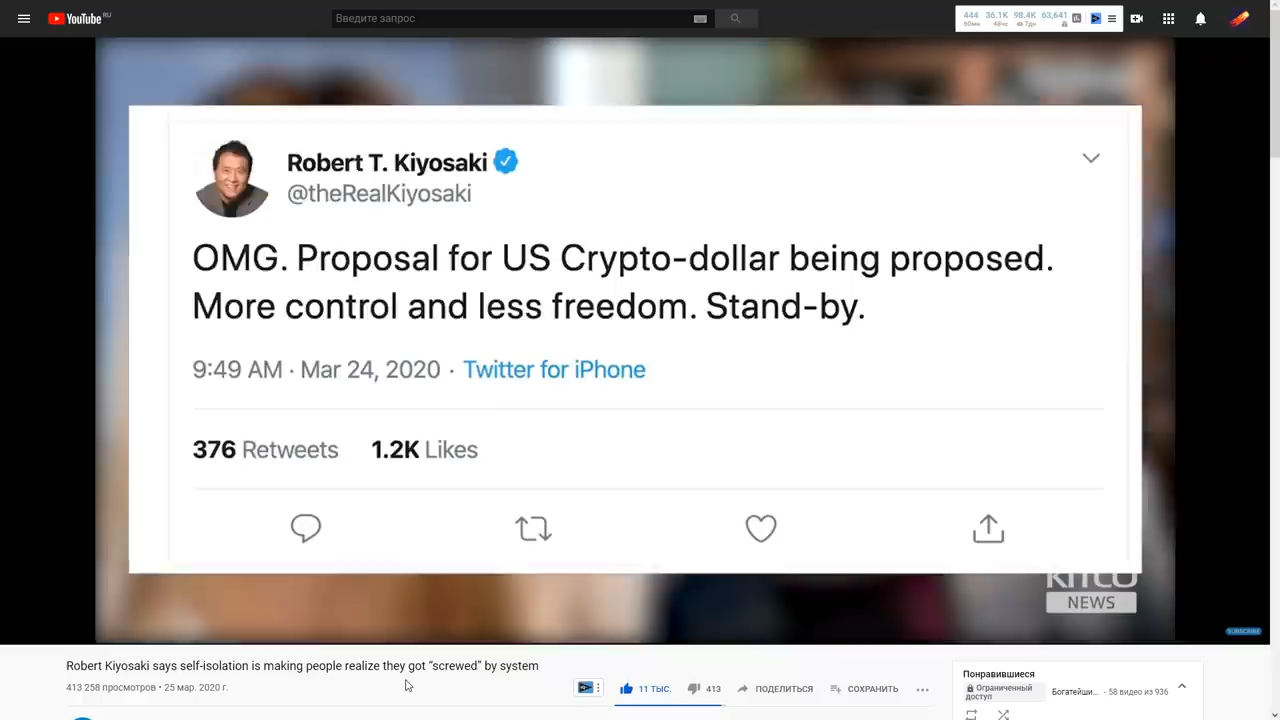 YouTube RU
Введите запрос
444 36.1K 98.4K 63,641
60мн 48чс 7дн
Robert T. Kiyosaki
@theRealKiyosaki
OMG. Proposal for US Crypto-dollar being proposed.
More control and less freedom. Stand-by.
9:49 AM · Mar 24, 2020 · Twitter for iPhone
376 Retweets 1.2K Likes
KITCO
NEWS
SUBSCRIBE
Robert Kiyosaki says self-isolation is making people realize they got “screwed” by system
413 258 просмотров • 25 мар. 2020 г.
11 ТЫС. 413 ПОДЕЛИТЬСЯ СОХРАНИТЬ
Понравившиеся
Ограниченный доступ
Богатейши... - 58 видео из 936